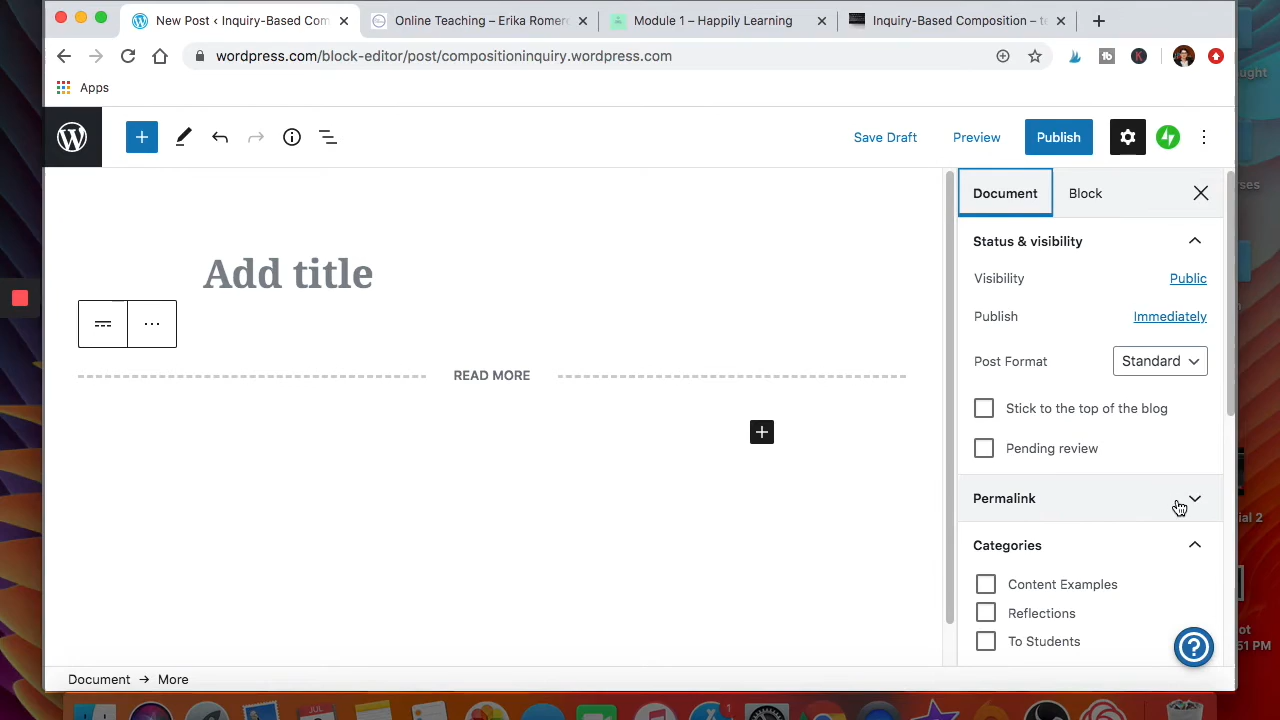 New Post ‹ Inquiry-Based Com
Online Teaching – Erika Romero
Module 1 – Happily Learning
Inquiry-Based Composition – te
wordpress.com/block-editor/post/compositioninquiry.wordpress.com
Apps
Save Draft
Preview
Publish
Document
Block
Add title
Status & visibility
Visibility
Public
Publish
Immediately
READ MORE
Post Format
Standard
Stick to the top of the blog
Pending review
Permalink
Categories
Content Examples
Reflections
To Students
Document → More
JUL